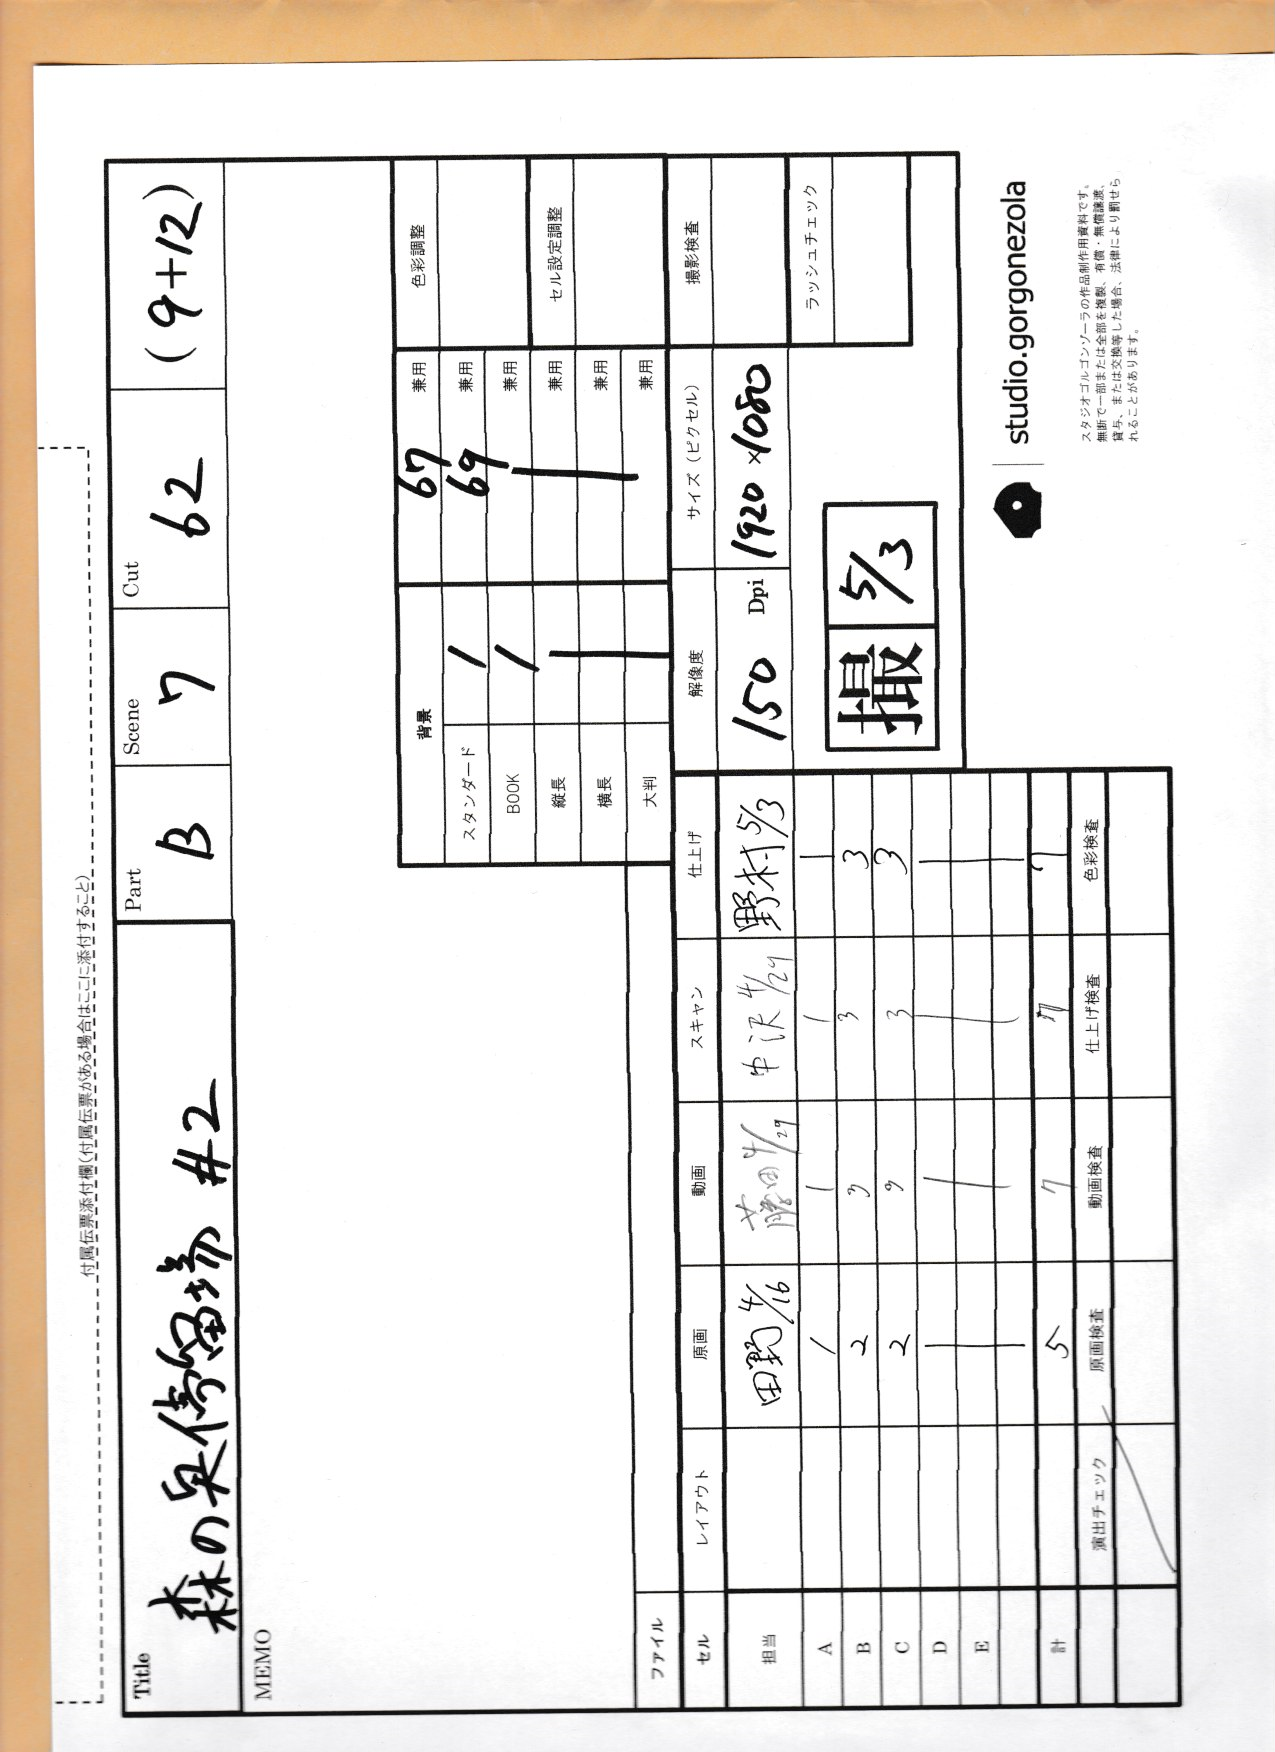 付属伝票添付欄(付属伝票がある場合はここに添付すること)
Title
Part
Scene
Cut
森の
#2
B
7
62
(9+12)
MEMO
背景
67 兼用
色彩調整
スタンダード
1
69 兼用
BOOK
1
兼用
縦長
兼用
セル設定調整
横長
兼用
大判
兼用
ファイル
セル
レイアウト
原画
動画
スキャン
仕上げ
解像度
サイズ(ピクセル)
撮影検査
担当
田野 4/16
藤田 4/29
中沢 4/29
野村 5/3
150 Dpi
1920×1080
A
1
1
1
1
ラッシュチェック
B
2
3
3
3
撮
5/3
C
2
3
3
3
D
E
計
5
7
7
7
演出チェック
原画検査
動画検査
仕上げ検査
色彩検査
studio.gorgonezola
スタジオゴルゴンゾーラの作品制作用資料です。
無断で一部または全部を複製、有償・無償譲渡、
貸与、または交換等した場合、法律により罰せら
れることがあります。